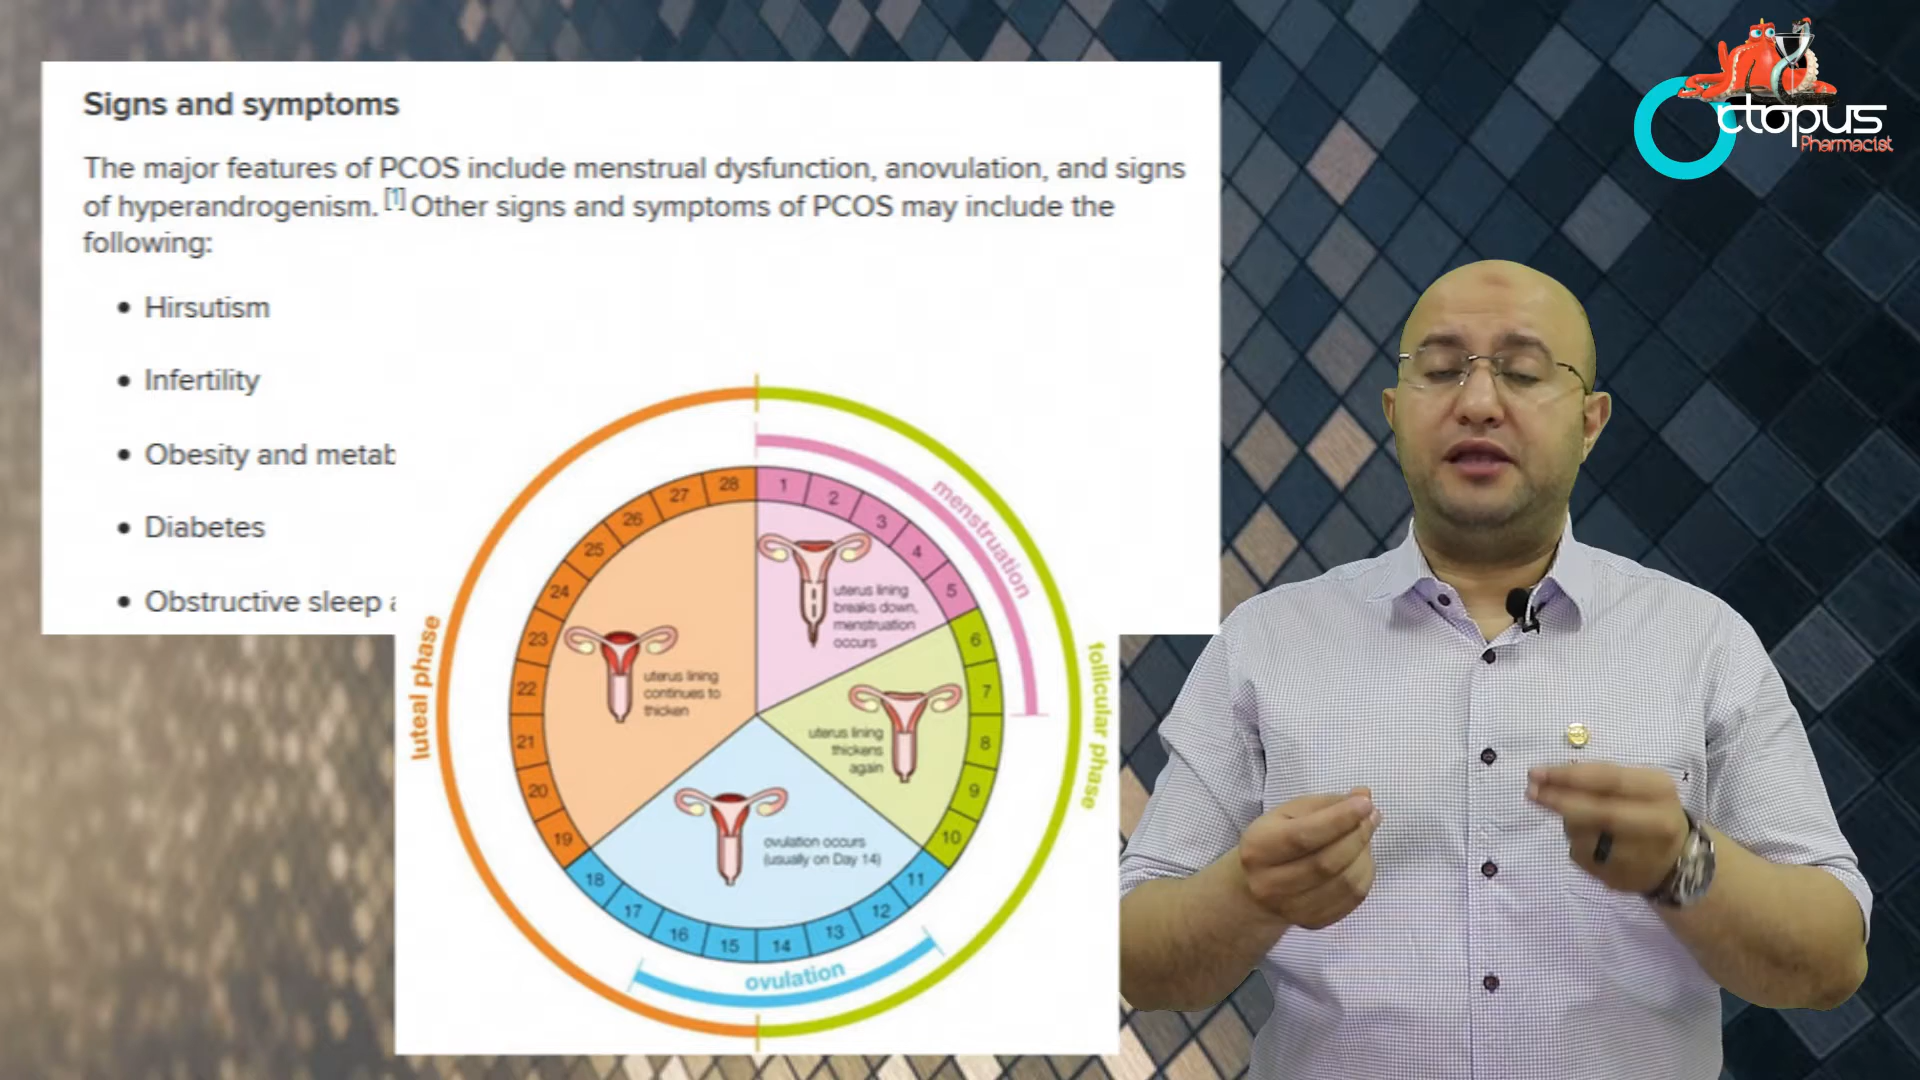 Signs and symptoms
The major features of PCOS include menstrual dysfunction, anovulation, and signs
of hyperandrogenism. [1] Other signs and symptoms of PCOS may include the
following:
• Hirsutism
• Infertility
• Obesity and metab
• Diabetes
• Obstructive sleep a
ctopus
Pharmacist
luteal phase
menstruation
follicular phase
ovulation
1
2
3
4
5
6
7
8
9
10
11
12
13
14
15
16
17
18
19
20
21
22
23
24
25
26
27
28
uterus lining
breaks down,
menstruation
occurs
uterus lining
thickens
again
ovulation occurs
(usually on Day 14)
uterus lining
continues to
thicken